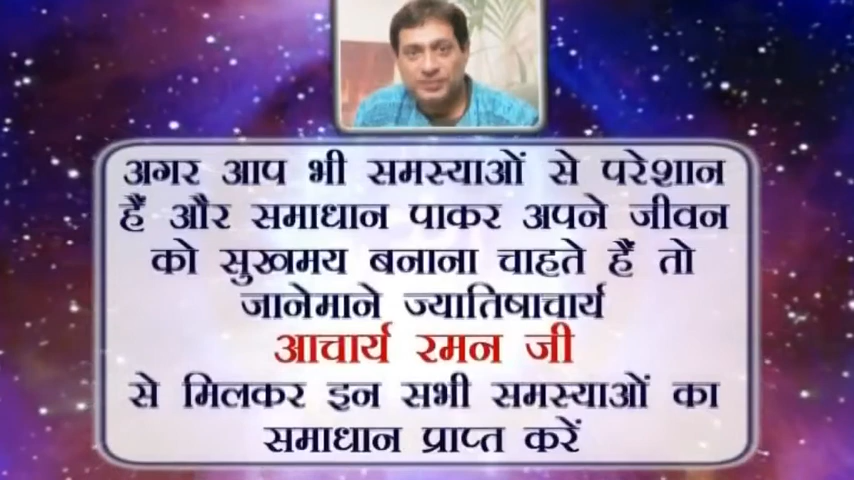 अगर आप भी समस्याओं से परेशान
हैं और समाधान पाकर अपने जीवन
को सुखमय बनाना चाहते हैं तो
जानेमाने ज्यातिषाचार्य
आचार्य रमन जी
से मिलकर इन सभी समस्याओं का
समाधान प्राप्त करें